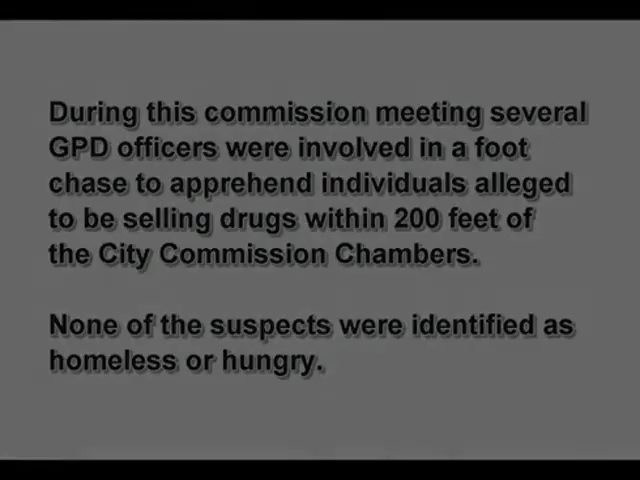 During this commission meeting several
GPD officers were involved in a foot
chase to apprehend individuals alleged
to be selling drugs within 200 feet of
the City Commission Chambers.
None of the suspects were identified as
homeless or hungry.